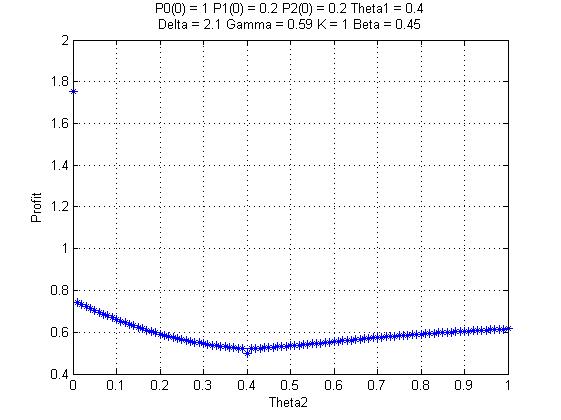 P0(0) = 1 P1(0) = 0.2 P2(0) = 0.2 Theta1 = 0.4
Delta = 2.1 Gamma = 0.59 K = 1 Beta = 0.45
2
1.8
1.6
1.4
1.2
1
0.8
0.6
0.4
Profit
0 0.1 0.2 0.3 0.4 0.5 0.6 0.7 0.8 0.9 1
Theta2